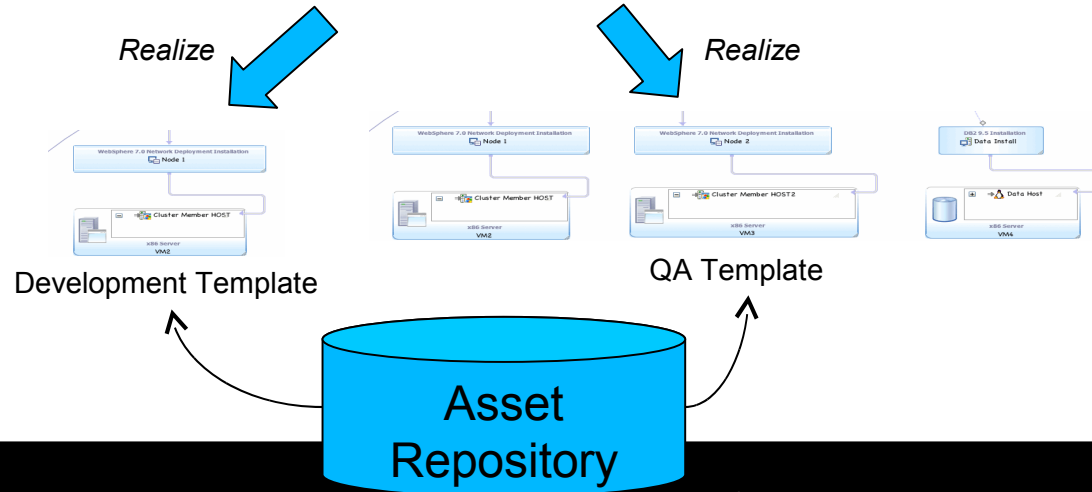 Realize
Realize
WebSphere 7.0 Network Deployment Installation
Node 1
Cluster Member HOST
x86 Server
VM2
Development Template
WebSphere 7.0 Network Deployment Installation
Node 1
Cluster Member HOST
x86 Server
VM2
WebSphere 7.0 Network Deployment Installation
Node 2
Cluster Member HOST2
x86 Server
VM3
DB2 9.5 Installation
Data Install
Data Host
x86 Server
VM4
QA Template
Asset
Repository